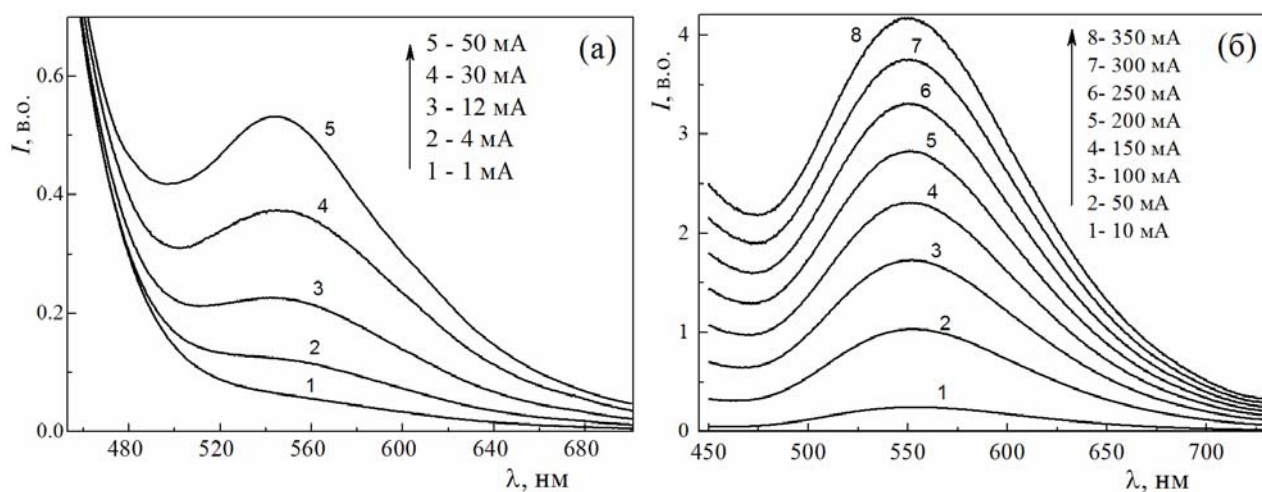 5 - 50 мА
4 - 30 мА
3 - 12 мА
2 - 4 мА
1 - 1 мА
(а)
I, в.о.
0.6
0.4
0.2
0.0
5
4
3
2
1
480 520 560 600 640 680
λ, нм
8- 350 мА
7- 300 мА
6- 250 мА
5- 200 мА
4- 150 мА
3- 100 мА
2- 50 мА
1- 10 мА
(б)
I, в.о.
4
3
2
1
0
8
7
6
5
4
3
2
1
450 500 550 600 650 700
λ, нм